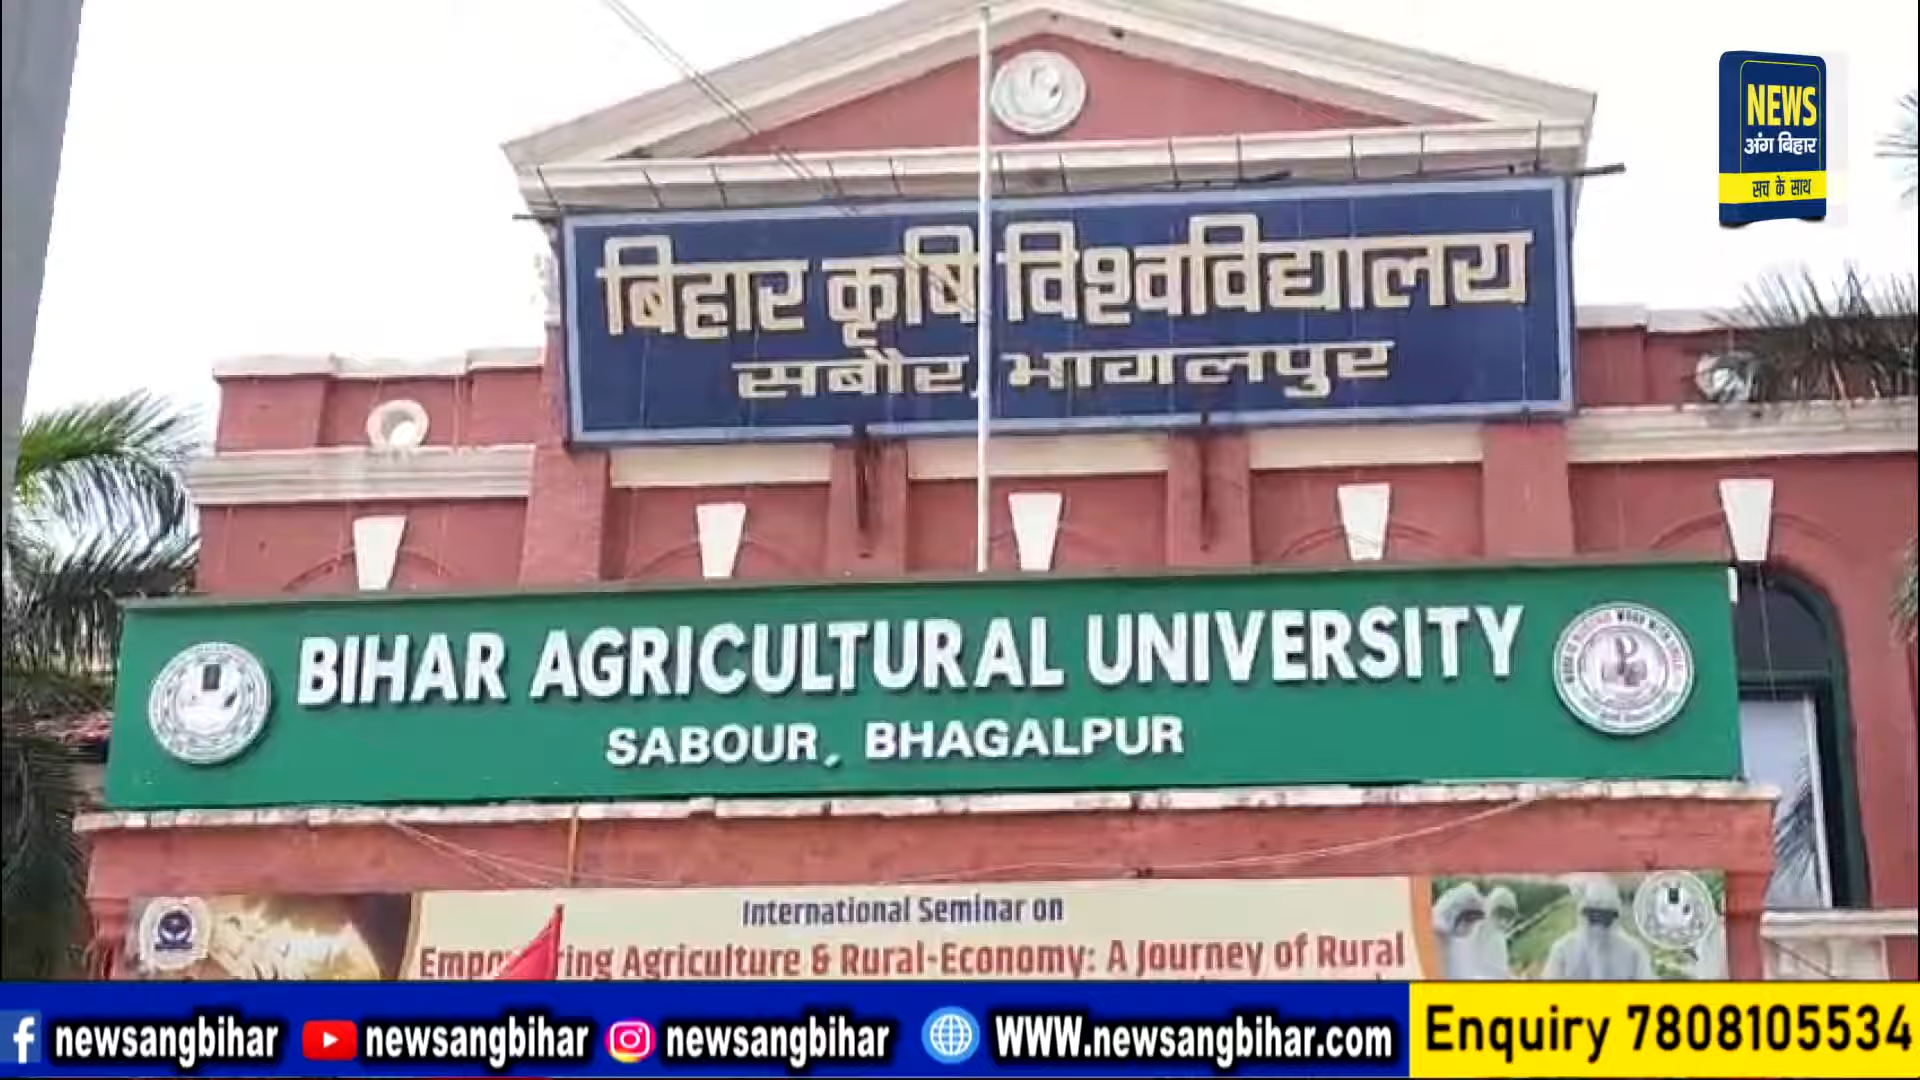 NEWS
अंग बिहार
सच के साथ
बिहार कृषि विश्वविद्यालय
सबौर, भागलपुर
BIHAR AGRICULTURAL UNIVERSITY
SABOUR, BHAGALPUR
International Seminar on
Agriculture & Rural-Economy: A Journey of Rural
newsangbihar newsangbihar newsangbihar WWW.newsangbihar.com Enquiry 7808105534